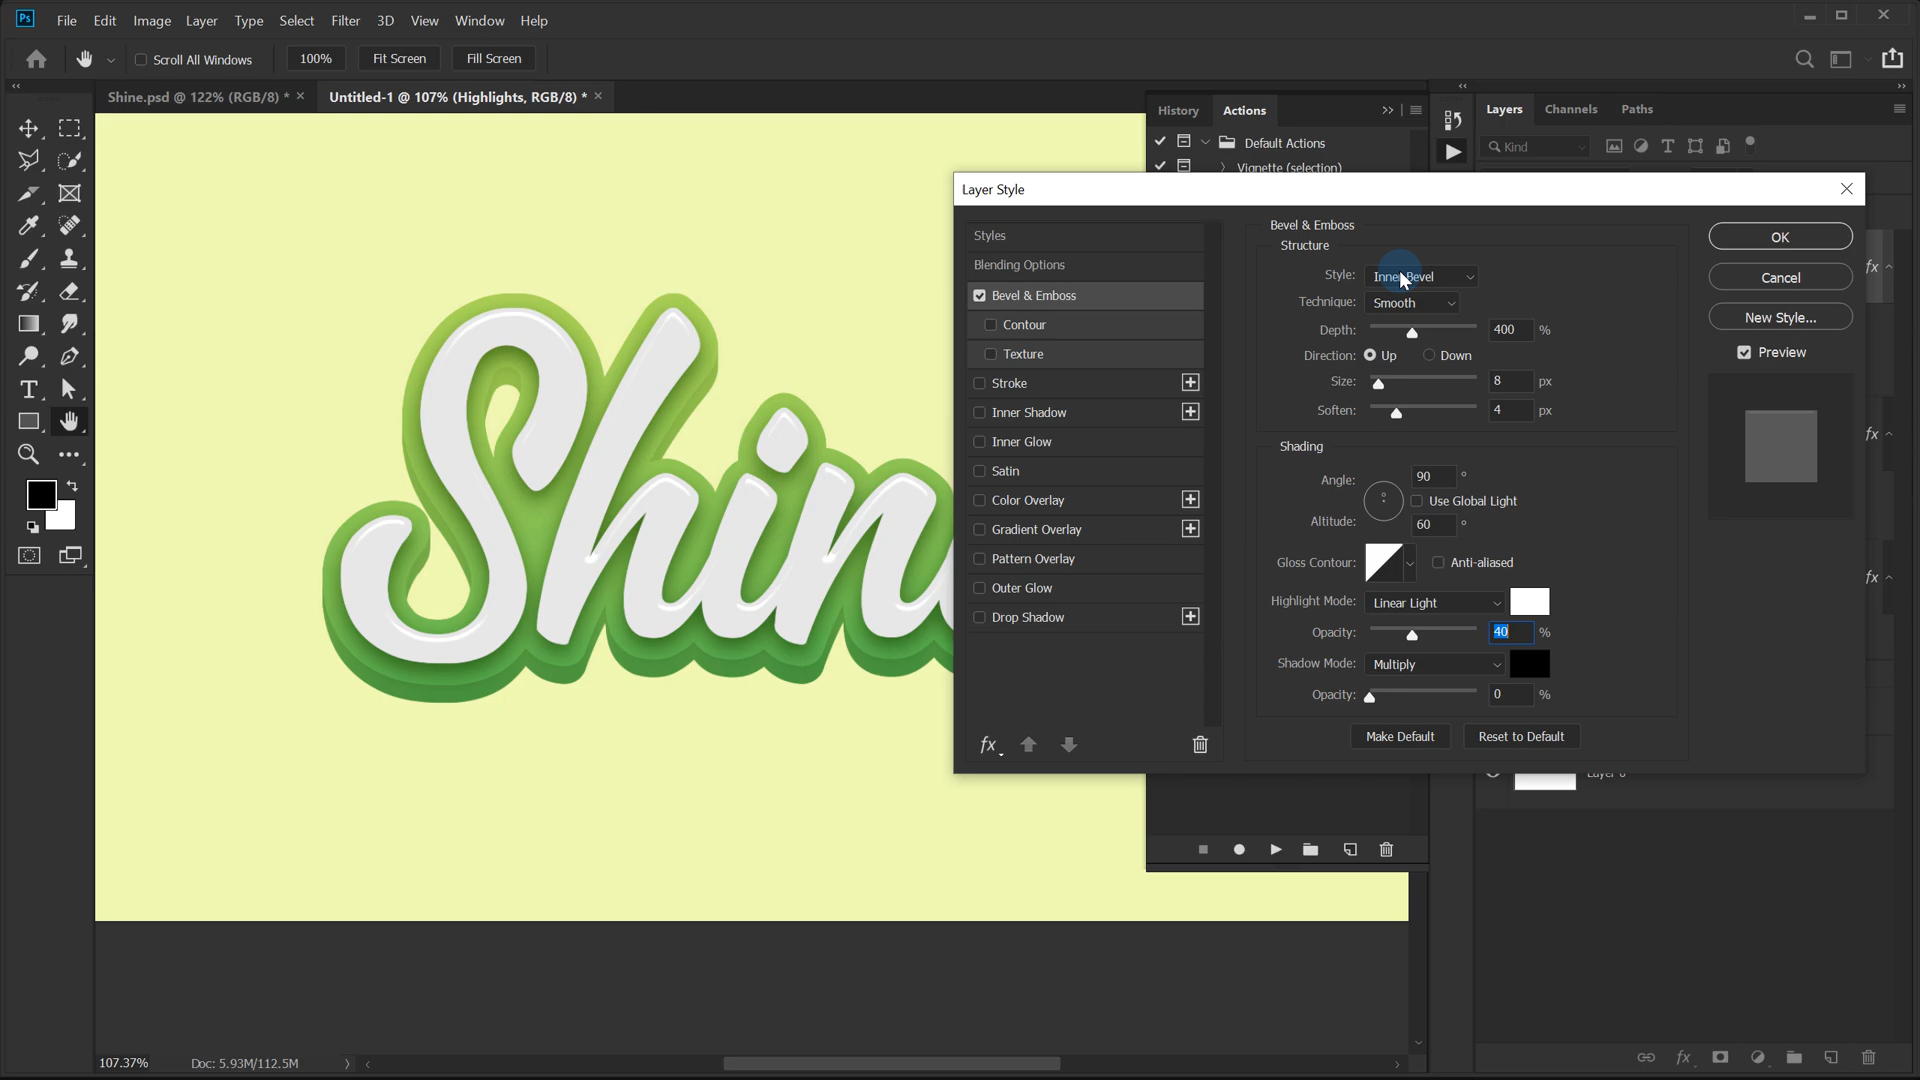 Ps File Edit Image Layer Type Select Filter 3D View Window Help
Scroll All Windows 100% Fit Screen Fill Screen
Shine.psd @ 122% (RGB/8) * × Untitled-1 @ 107% (Highlights, RGB/8) * ×
History Actions
Default Actions
Vignette (selection)
Layers Channels Paths
Kind
Shin
Layer Style
Styles
Blending Options
Bevel & Emboss
Contour
Texture
Stroke
Inner Shadow
Inner Glow
Satin
Color Overlay
Gradient Overlay
Pattern Overlay
Outer Glow
Drop Shadow
fx
Bevel & Emboss
Structure
Style: Inner Bevel
Technique: Smooth
Depth: 400 %
Direction: Up Down
Size: 8 px
Soften: 4 px
Shading
Angle: 90 °
Use Global Light
Altitude: 60 °
Gloss Contour: Anti-aliased
Highlight Mode: Linear Light
Opacity: 40 %
Shadow Mode: Multiply
Opacity: 0 %
Make Default Reset to Default
OK
Cancel
New Style...
Preview
fx
fx
fx
107.37% Doc: 5.93M/112.5M
fx